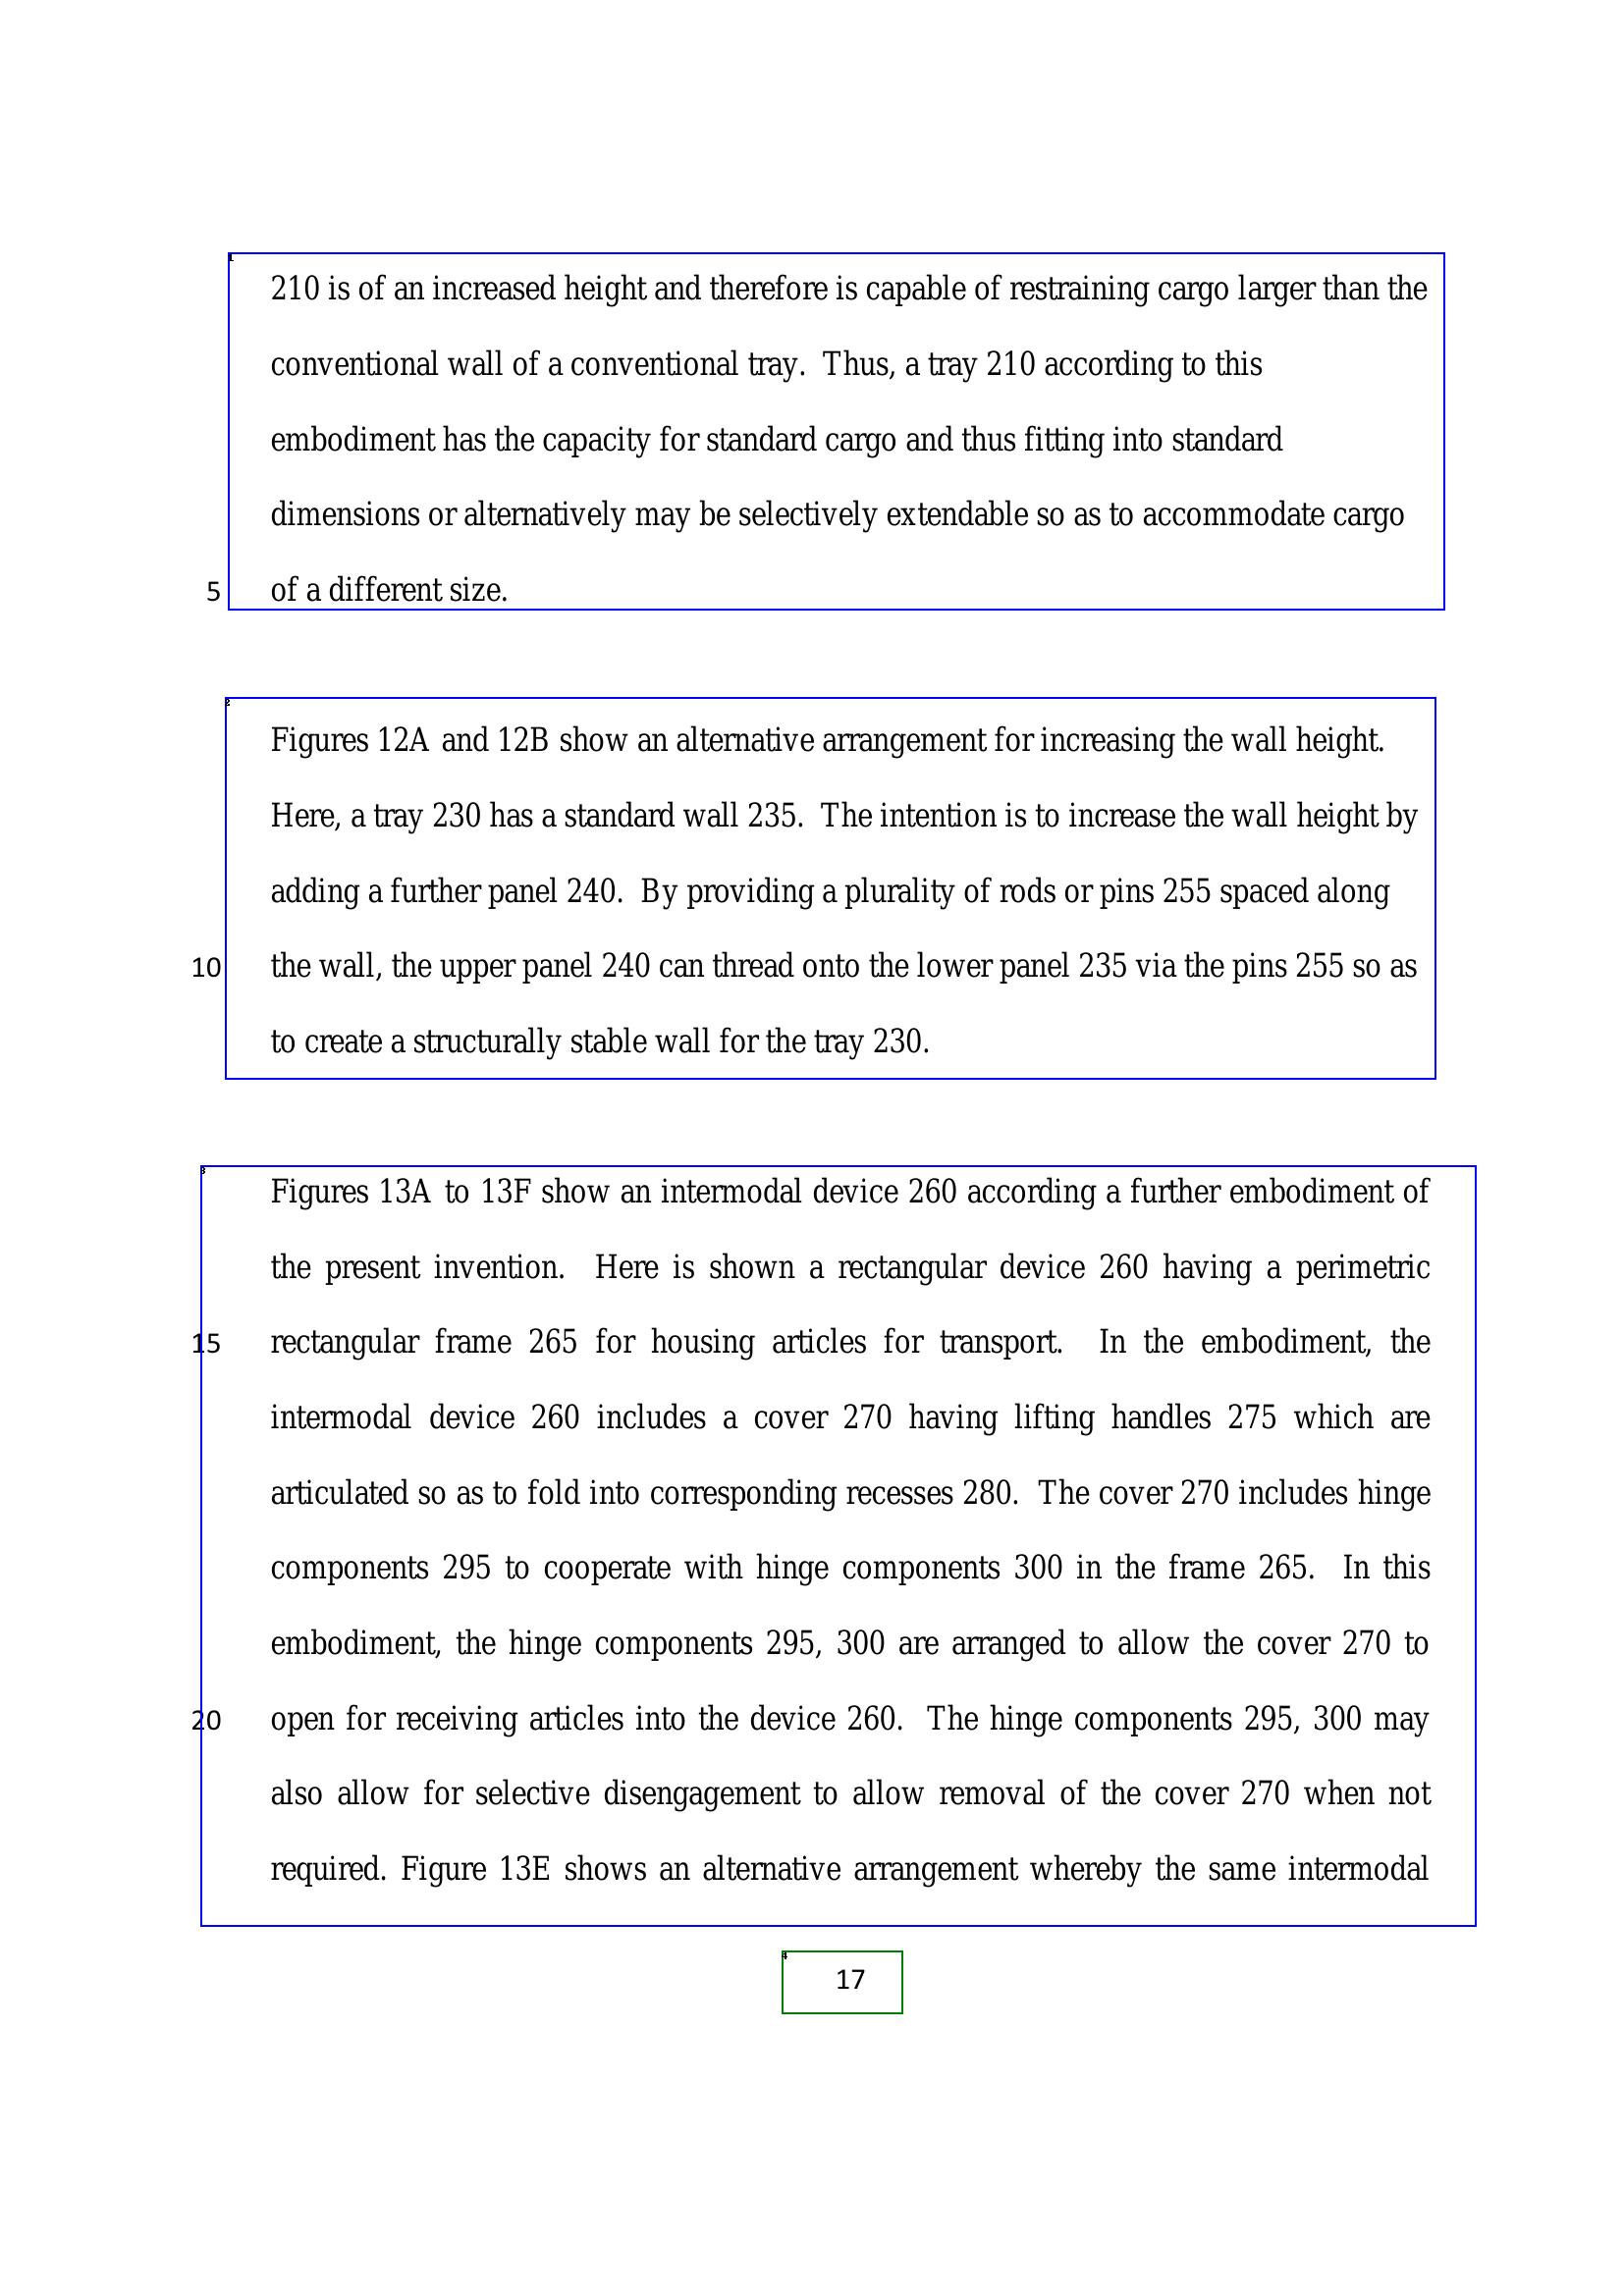 210 is of an increased height and therefore is capable of restraining cargo larger than the
conventional wall of a conventional tray.  Thus, a tray 210 according to this
embodiment has the capacity for standard cargo and thus fitting into standard
dimensions or alternatively may be selectively extendable so as to accommodate cargo
5 of a different size.
Figures 12A and 12B show an alternative arrangement for increasing the wall height.
Here, a tray 230 has a standard wall 235.  The intention is to increase the wall height by
adding a further panel 240.  By providing a plurality of rods or pins 255 spaced along
10 the wall, the upper panel 240 can thread onto the lower panel 235 via the pins 255 so as
to create a structurally stable wall for the tray 230.
Figures 13A to 13F show an intermodal device 260 according a further embodiment of
the present invention.  Here is shown a rectangular device 260 having a perimetric
15 rectangular frame 265 for housing articles for transport.  In the embodiment, the
intermodal device 260 includes a cover 270 having lifting handles 275 which are
articulated so as to fold into corresponding recesses 280.  The cover 270 includes hinge
components 295 to cooperate with hinge components 300 in the frame 265.  In this
embodiment, the hinge components 295, 300 are arranged to allow the cover 270 to
20 open for receiving articles into the device 260.  The hinge components 295, 300 may
also allow for selective disengagement to allow removal of the cover 270 when not
required. Figure 13E shows an alternative arrangement whereby the same intermodal
17